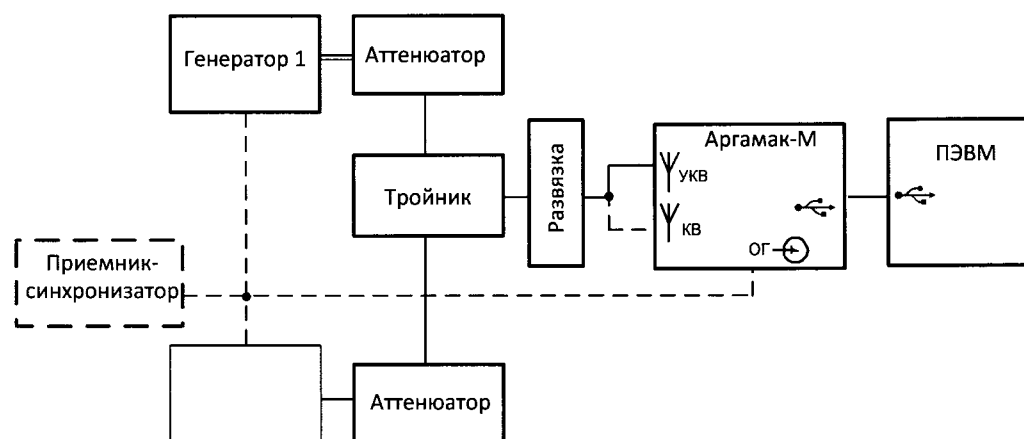 Генератор 1
Аттенюатор
Тройник
Развязка
Аргамак-М
УКВ
КВ
ОГ
ПЭВМ
Приемник-
синхронизатор
Аттенюатор